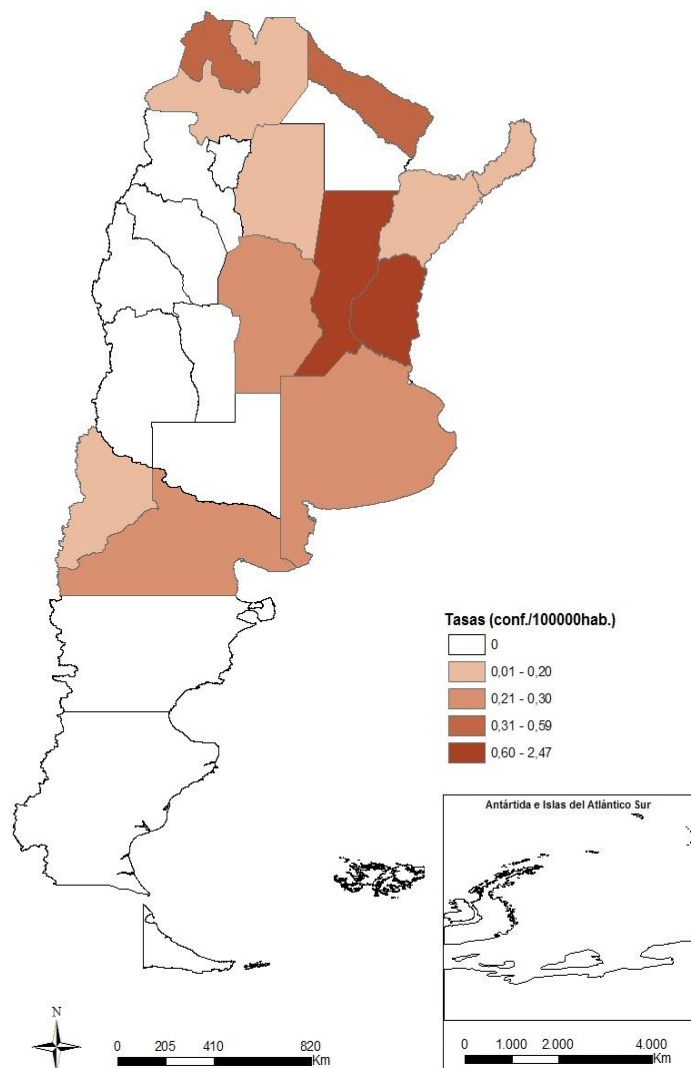 Tasas (conf./100000hab.)
0
0,01 - 0,20
0,21 - 0,30
0,31 - 0,59
0,60 - 2,47
Antártida e Islas del Atlántico Sur
N
0 205 410 820
Km
0 1.000 2.000 4.000
Km